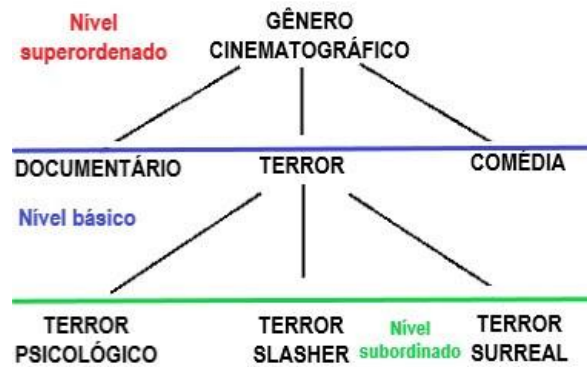 Nível
superordenado
GÊNERO
CINEMATOGRÁFICO
DOCUMENTÁRIO
TERROR
COMÉDIA
Nível básico
TERROR
PSICOLÓGICO
TERROR
SLASHER
Nível
subordinado
TERROR
SURREAL